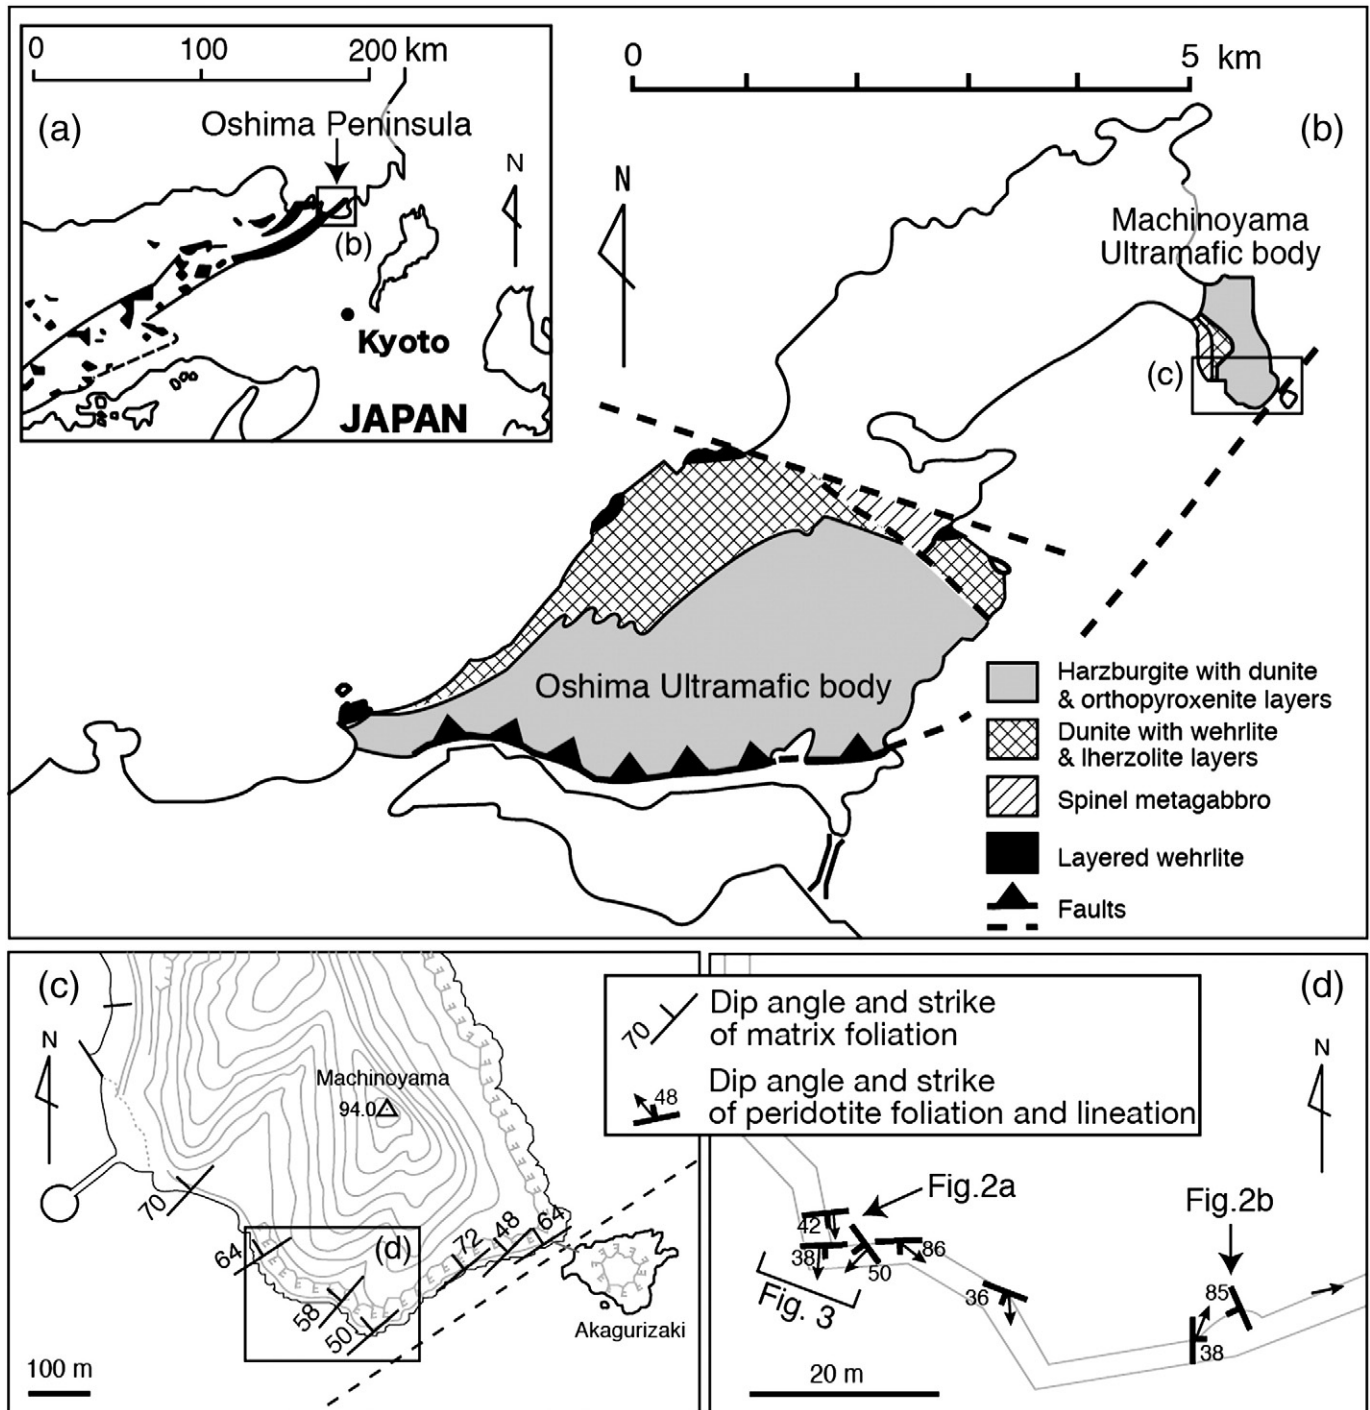 0 100 200 km
(a)
Oshima Peninsula
N
(b)
Kyoto
JAPAN
0 5 km
(b)
N
Machinoyama
Ultramafic body
(c)
Oshima Ultramafic body
Harzburgite with dunite
& orthopyroxenite layers
Dunite with wehrlite
& lherzolite layers
Spinel metagabbro
Layered wehrlite
Faults
(c)
N
Machinoyama
94.0
70
64
58
50
72
48
64
(d)
Akagurizaki
100 m
70
Dip angle and strike
of matrix foliation
48
Dip angle and strike
of peridotite foliation and lineation
(d)
N
Fig.2a
Fig.2b
42
38
50
86
36
85
38
Fig. 3
20 m